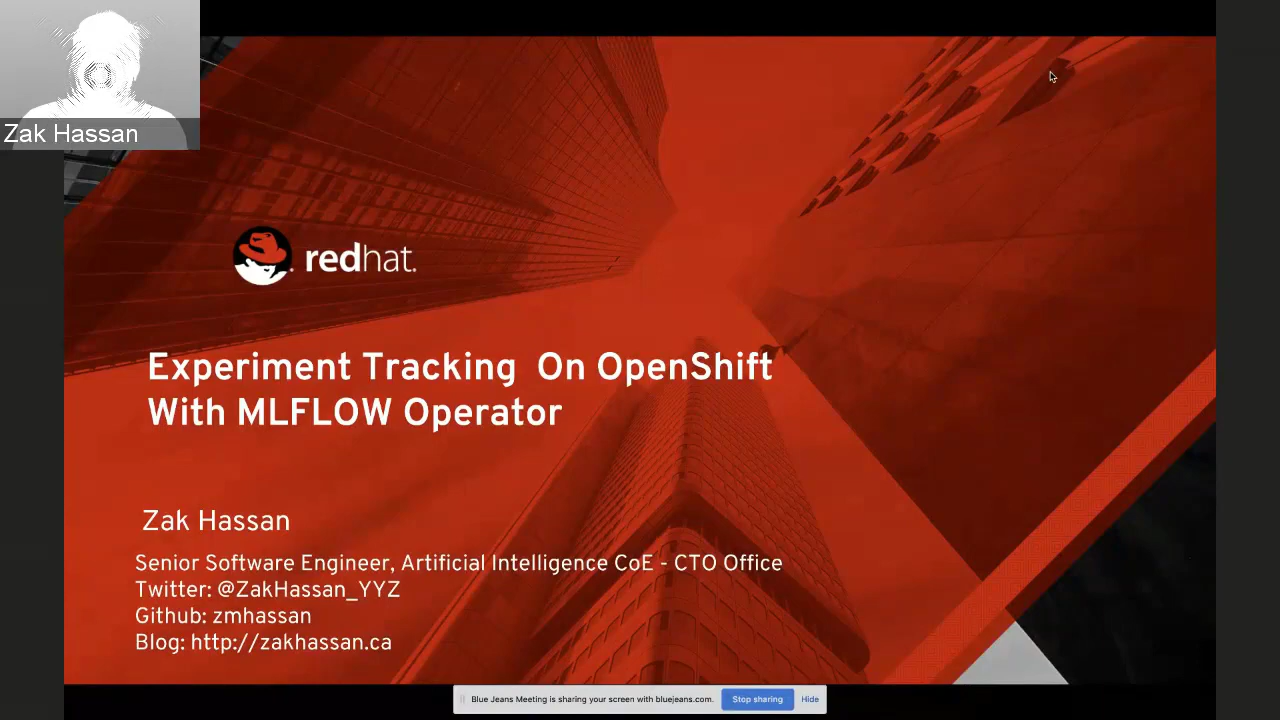 Zak Hassan
redhat.
Experiment Tracking On OpenShift
With MLFLOW Operator
Zak Hassan
Senior Software Engineer, Artificial Intelligence CoE - CTO Office
Twitter: @ZakHassan_YYZ
Github: zmhassan
Blog: http://zakhassan.ca
Blue Jeans Meeting is sharing your screen with bluejeans.com. Stop sharing Hide